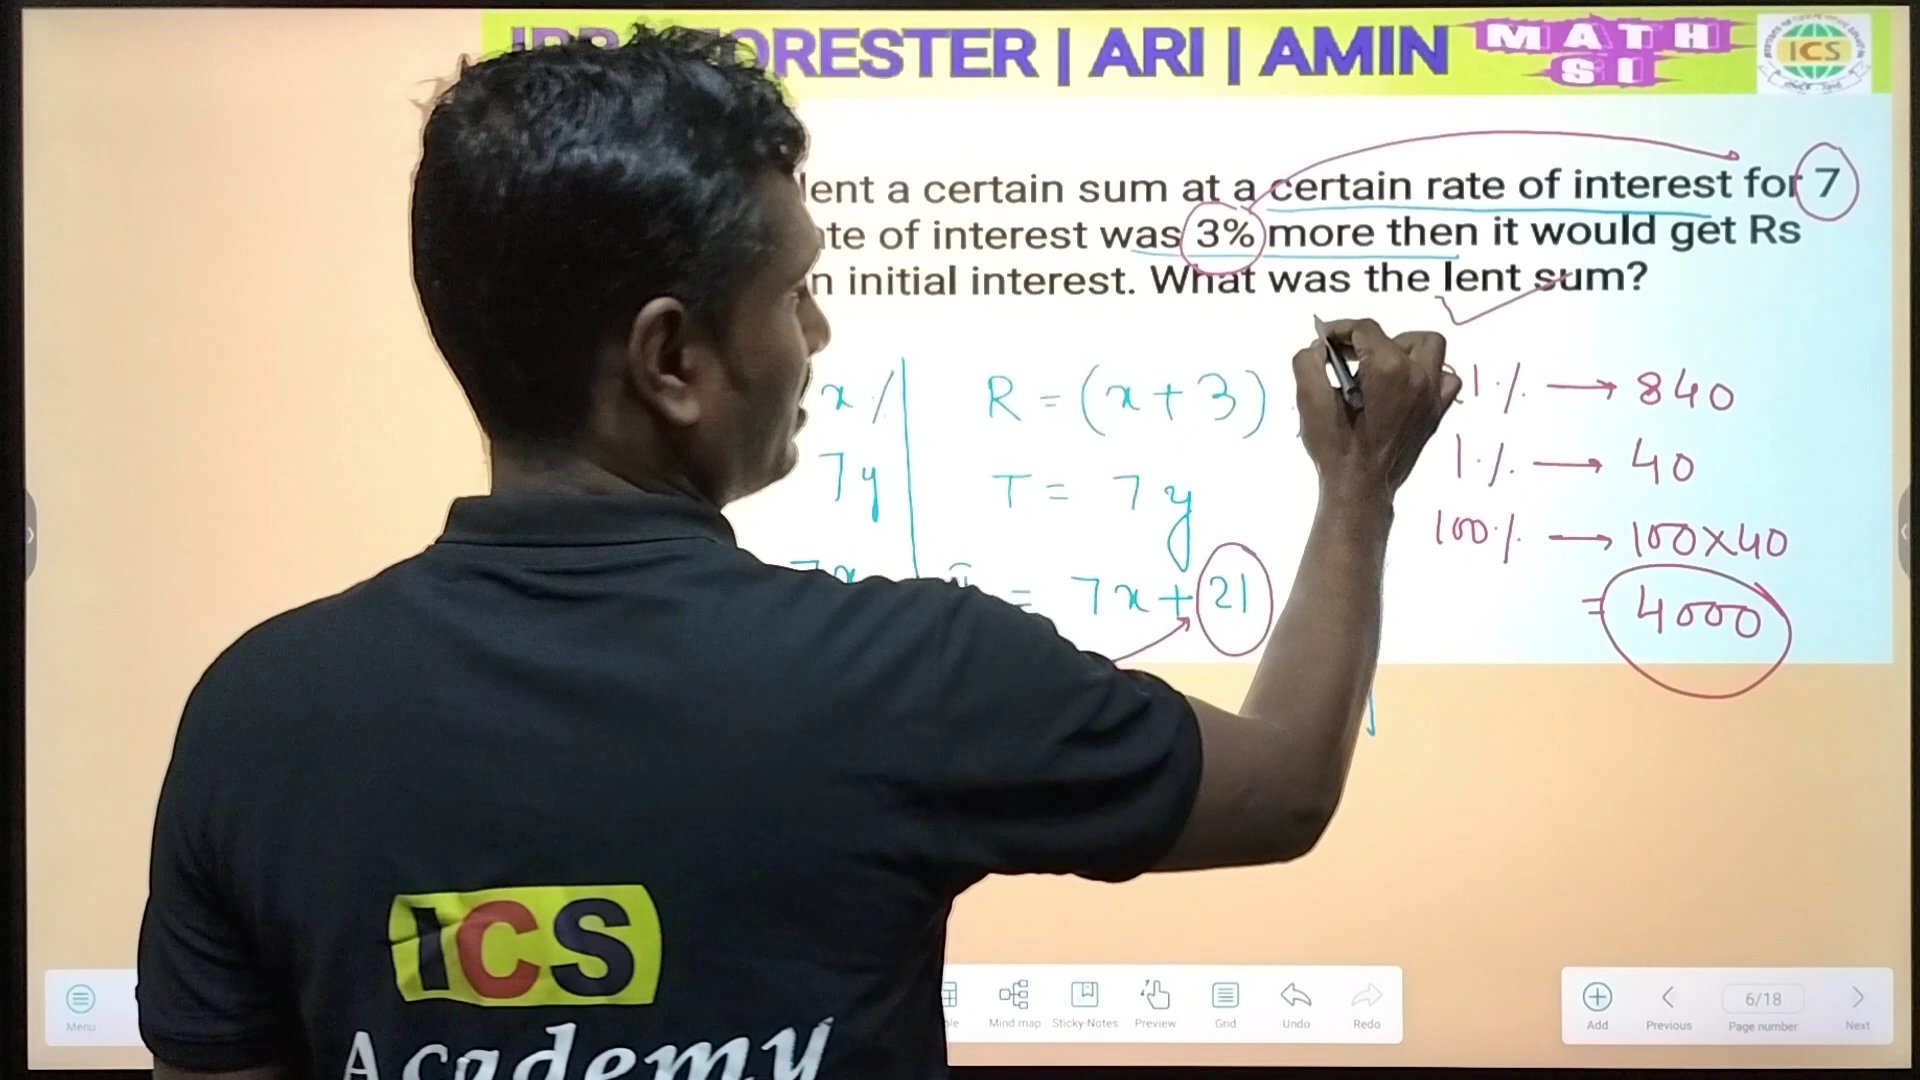 ORESTER | ARI | AMIN
MATH
SI
ICS
lent a certain sum at a certain rate of interest for 7
te of interest was 3% more then it would get Rs
n initial interest. What was the lent sum?
x % R = (x + 3)
7y T = 7y
7x = 7x + 21
1% → 840
1% → 40
100% → 100×40
= 4000
ICS
Academy
Menu
Mind map
Sticky-Notes
Preview
Grid
Undo
Redo
Add
Previous
6/18
Page number
Next